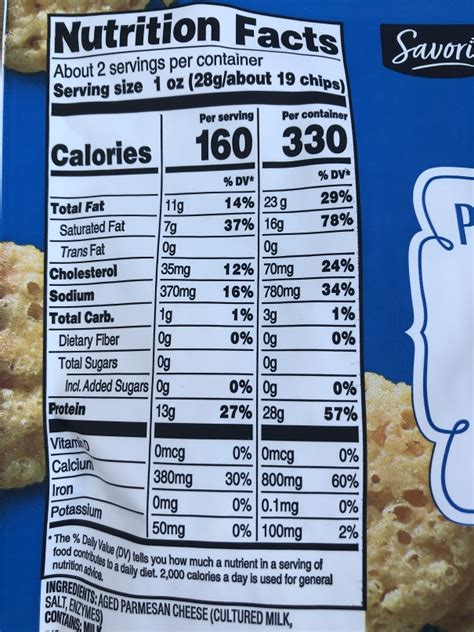 Nutrition Facts
About 2 servings per container
Serving size 1 oz (28g/about 19 chips)
Per serving Per container
Calories 160 330
% DV* % DV*
Total Fat 11g 14% 23 g 29%
Saturated Fat 7g 37% 16g 78%
Trans Fat 0g 0g
Cholesterol 35mg 12% 70mg 24%
Sodium 370mg 16% 780mg 34%
Total Carb. 1g 1% 3g 1%
Dietary Fiber 0g 0% 0g 0%
Total Sugars 0g 0g
Incl. Added Sugars 0g 0% 0g 0%
Protein 13g 27% 28g 57%
Vitamin D 0mcg 0% 0mcg 0%
Calcium 380mg 30% 800mg 60%
Iron 0mg 0% 0.1mg 0%
Potassium 50mg 0% 100mg 2%
* The % Daily Value (DV) tells you how much a nutrient in a serving of
food contributes to a daily diet. 2,000 calories a day is used for general
nutrition advice.
INGREDIENTS: AGED PARMESAN CHEESE (CULTURED MILK,
SALT, ENZYMES)
CONTAINS: MILK
Savori
P